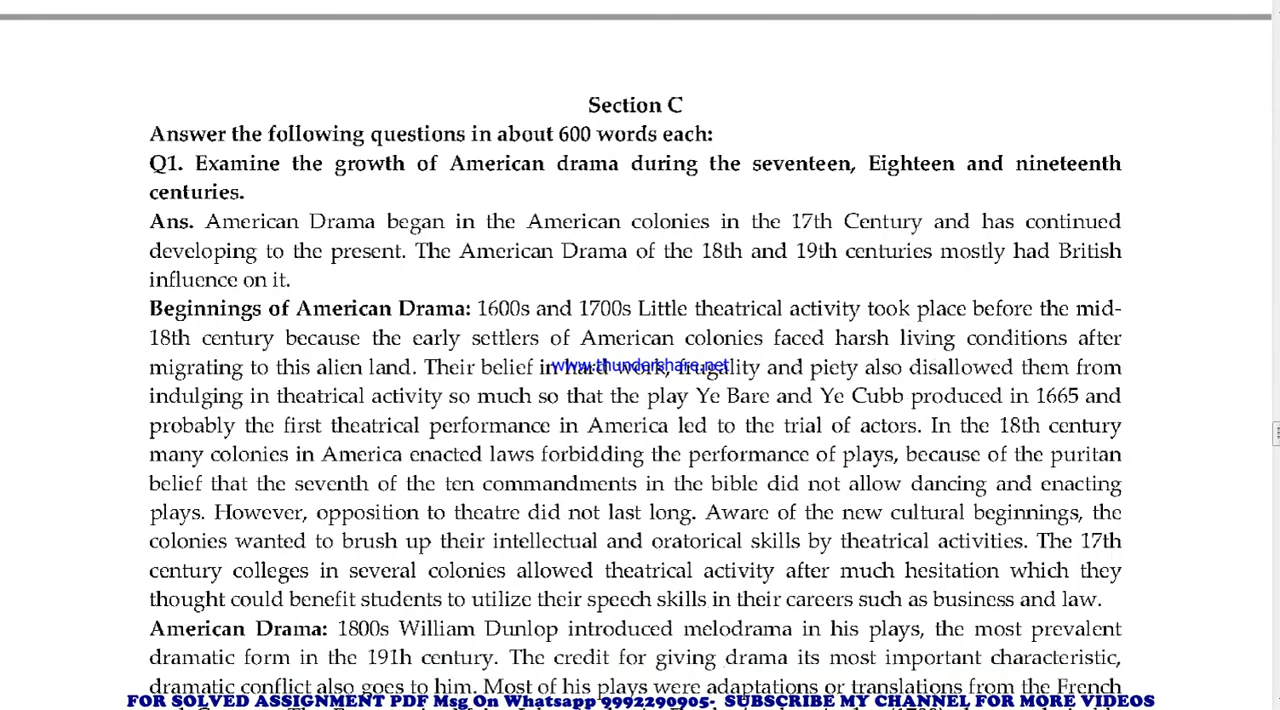 Section C
Answer the following questions in about 600 words each:
Q1. Examine the growth of American drama during the seventeen, Eighteen and nineteenth
centuries.
Ans. American Drama began in the American colonies in the 17th Century and has continued
developing to the present. The American Drama of the 18th and 19th centuries mostly had British
influence on it.
Beginnings of American Drama: 1600s and 1700s Little theatrical activity took place before the mid-
18th century because the early settlers of American colonies faced harsh living conditions after
migrating to this alien land. Their belief in hard work, frugality and piety also disallowed them from
www.thundershare.net
indulging in theatrical activity so much so that the play Ye Bare and Ye Cubb produced in 1665 and
probably the first theatrical performance in America led to the trial of actors. In the 18th century
many colonies in America enacted laws forbidding the performance of plays, because of the puritan
belief that the seventh of the ten commandments in the bible did not allow dancing and enacting
plays. However, opposition to theatre did not last long. Aware of the new cultural beginnings, the
colonies wanted to brush up their intellectual and oratorical skills by theatrical activities. The 17th
century colleges in several colonies allowed theatrical activity after much hesitation which they
thought could benefit students to utilize their speech skills in their careers such as business and law.
American Drama: 1800s William Dunlop introduced melodrama in his plays, the most prevalent
dramatic form in the 191h century. The credit for giving drama its most important characteristic,
dramatic conflict also goes to him. Most of his plays were adaptations or translations from the French
FOR SOLVED ASSIGNMENT PDF Msg On Whatsapp 9992290905- SUBSCRIBE MY CHANNEL FOR MORE VIDEOS